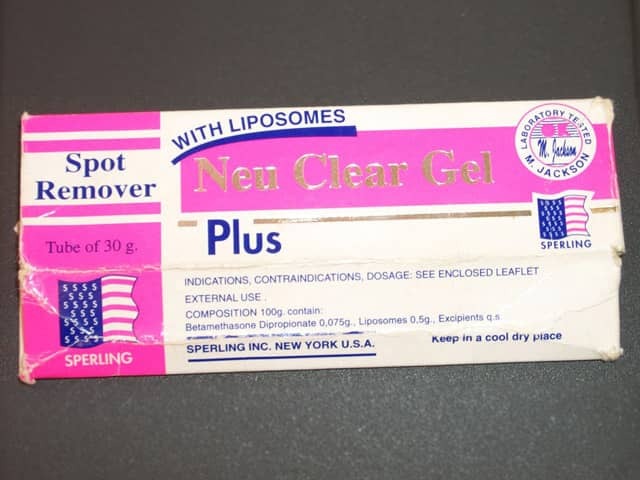 WITH LIPOSOMES
Spot
Remover
Neu Clear Gel
LABORATORY TESTED
M. Jackson
M. JACKSON
Tube of 30 g.
Plus
SPERLING
INDICATIONS, CONTRAINDICATIONS, DOSAGE: SEE ENCLOSED LEAFLET
EXTERNAL USE .
COMPOSITION 100g. contain:
Betamethasone Dipropionate 0,075g., Liposomes 0,5g., Excipients q.s
SPERLING INC. NEW YORK U.S.A.
Keep in a cool dry place
SPERLING